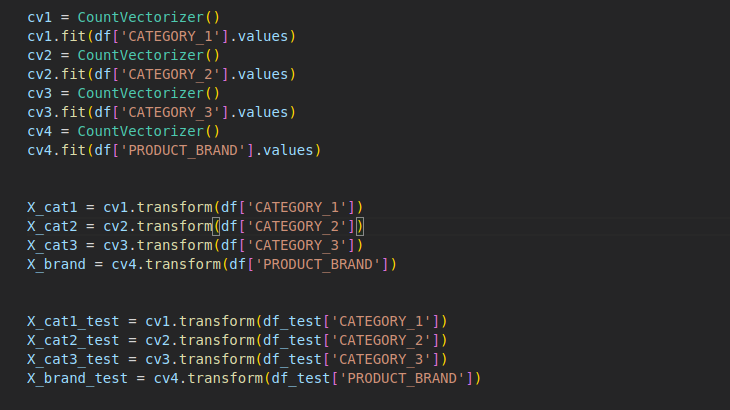 cv1 = CountVectorizer()
cv1.fit(df['CATEGORY_1'].values)
cv2 = CountVectorizer()
cv2.fit(df['CATEGORY_2'].values)
cv3 = CountVectorizer()
cv3.fit(df['CATEGORY_3'].values)
cv4 = CountVectorizer()
cv4.fit(df['PRODUCT_BRAND'].values)
X_cat1 = cv1.transform(df['CATEGORY_1'])
X_cat2 = cv2.transform(df['CATEGORY_2'])
X_cat3 = cv3.transform(df['CATEGORY_3'])
X_brand = cv4.transform(df['PRODUCT_BRAND'])
X_cat1_test = cv1.transform(df_test['CATEGORY_1'])
X_cat2_test = cv2.transform(df_test['CATEGORY_2'])
X_cat3_test = cv3.transform(df_test['CATEGORY_3'])
X_brand_test = cv4.transform(df_test['PRODUCT_BRAND'])